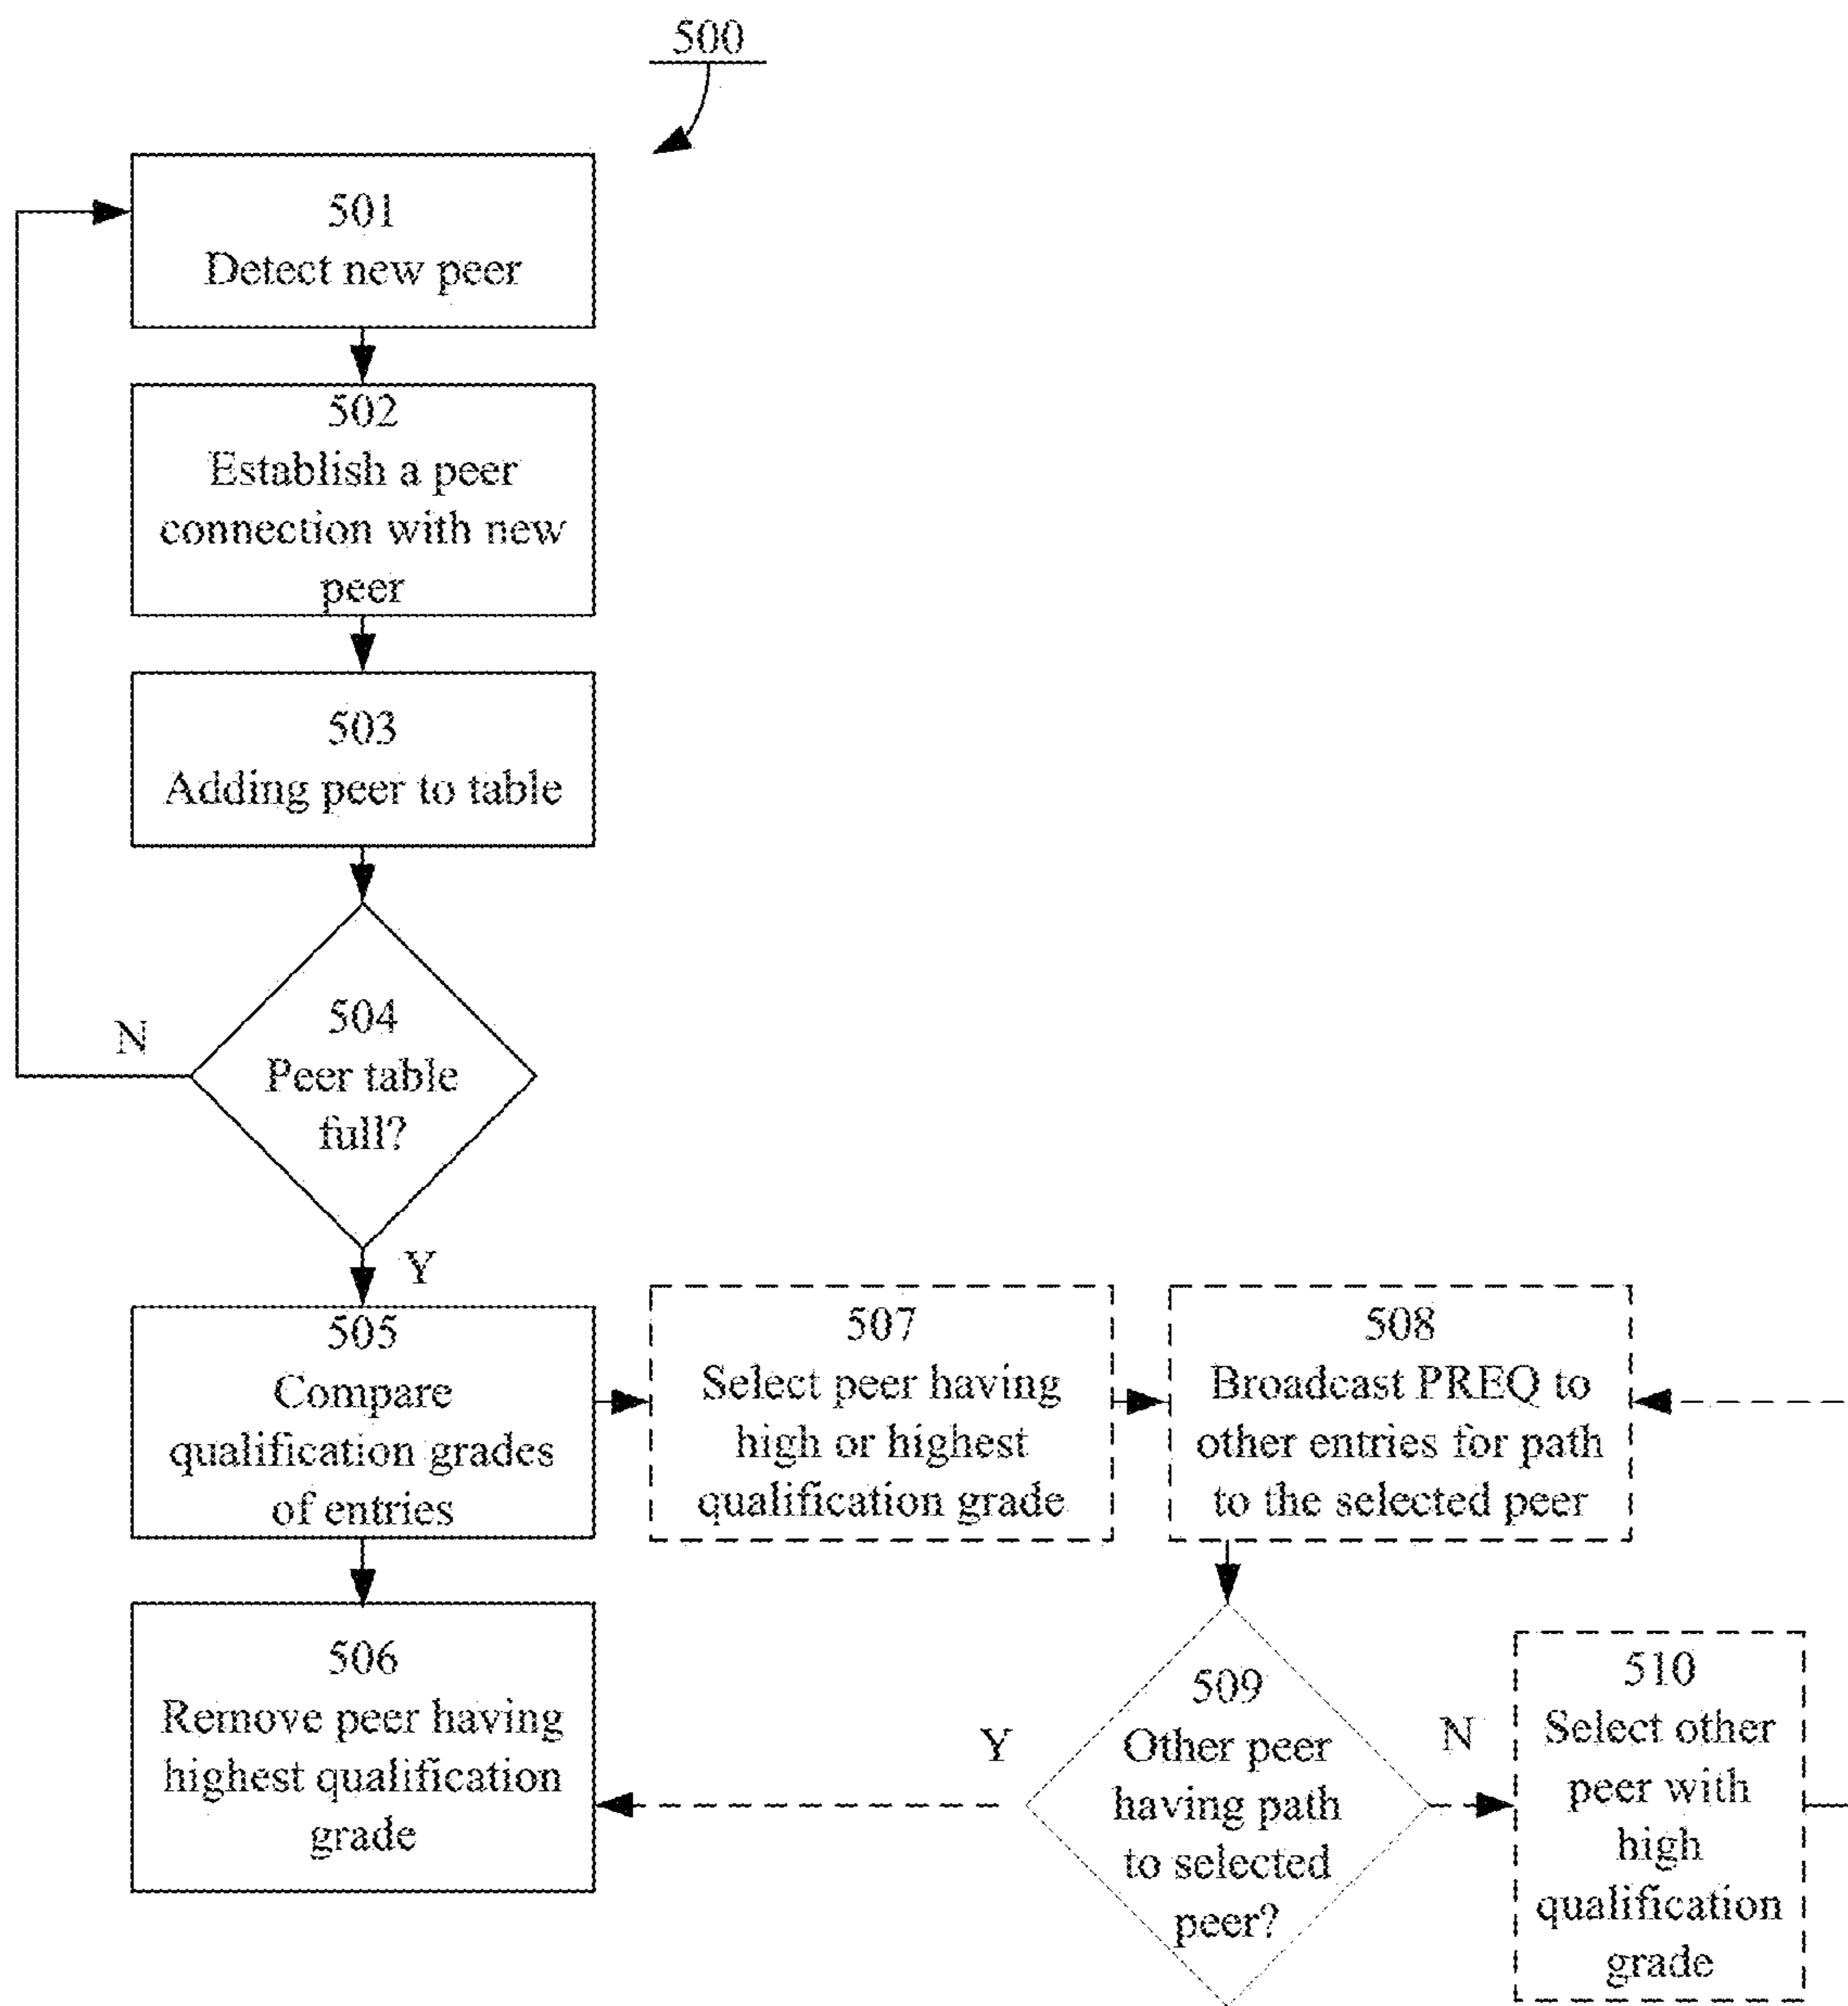 500
501
Detect new peer
502
Establish a peer
connection with new
peer
503
Adding peer to table
504
Peer table
full?
N
Y
505
Compare
qualification grades
of entries
507
Select peer having
high or highest
qualification grade
508
Broadcast PREQ to
other entries for path
to the selected peer
506
Remove peer having
highest qualification
grade
Y
509
Other peer
having path
to selected
peer?
N
510
Select other
peer with
high
qualification
grade